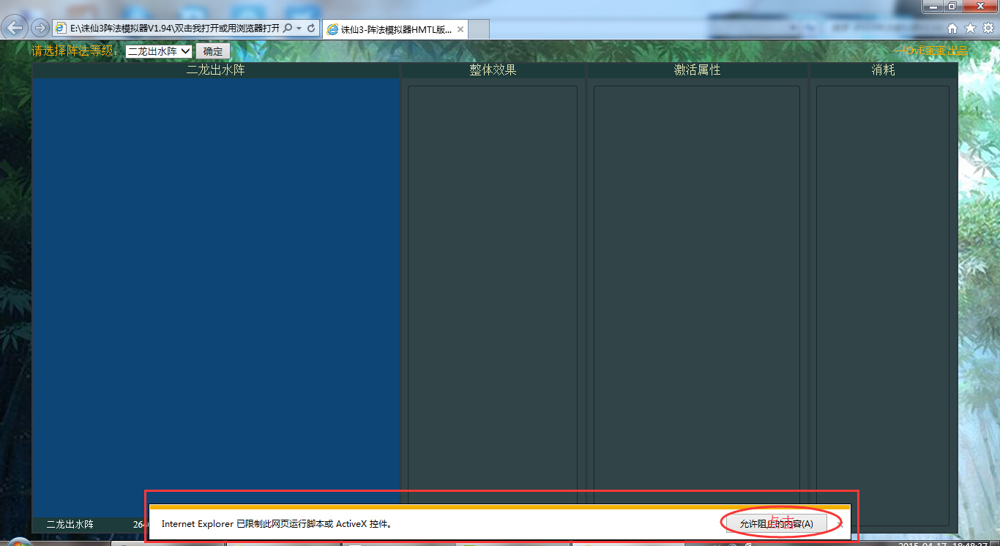 E:\诛仙3阵法模拟器V1.94\双击我打开或用浏览器打开
诛仙3-阵法模拟器HMTL版...
请选择阵法等级：
二龙出水阵
确定
一lOvE蛋蛋出品
二龙出水阵
整体效果
激活属性
消耗
二龙出水阵
264
Internet Explorer 已限制此网页运行脚本或 ActiveX 控件。
允许阻止的内容(A)
点击
2015-04-17 18:48:27